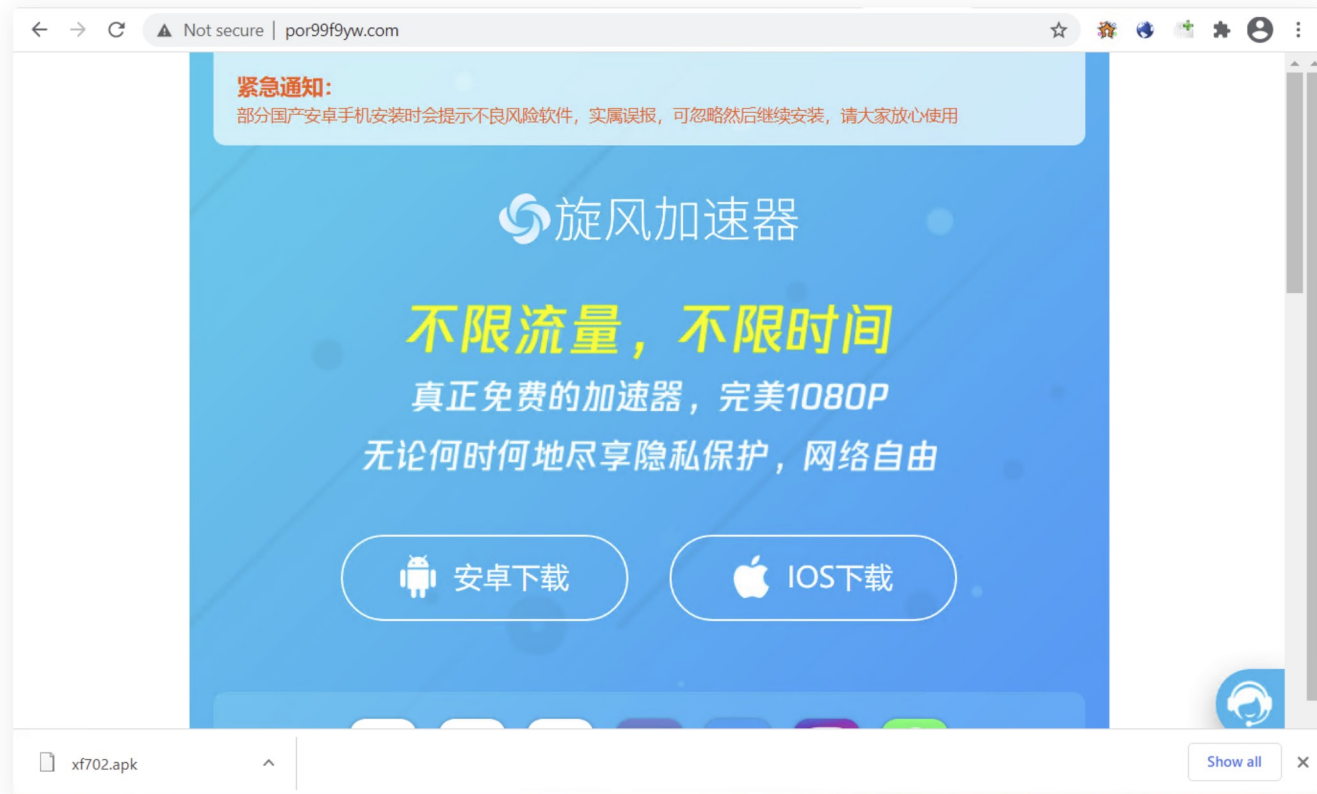 Not secure | por99f9yw.com
紧急通知：
部分国产安卓手机安装时会提示不良风险软件，实属误报，可忽略然后继续安装，请大家放心使用
旋风加速器
不限流量，不限时间
真正免费的加速器，完美1080P
无论何时何地尽享隐私保护，网络自由
安卓下载 IOS下载
xf702.apk Show all